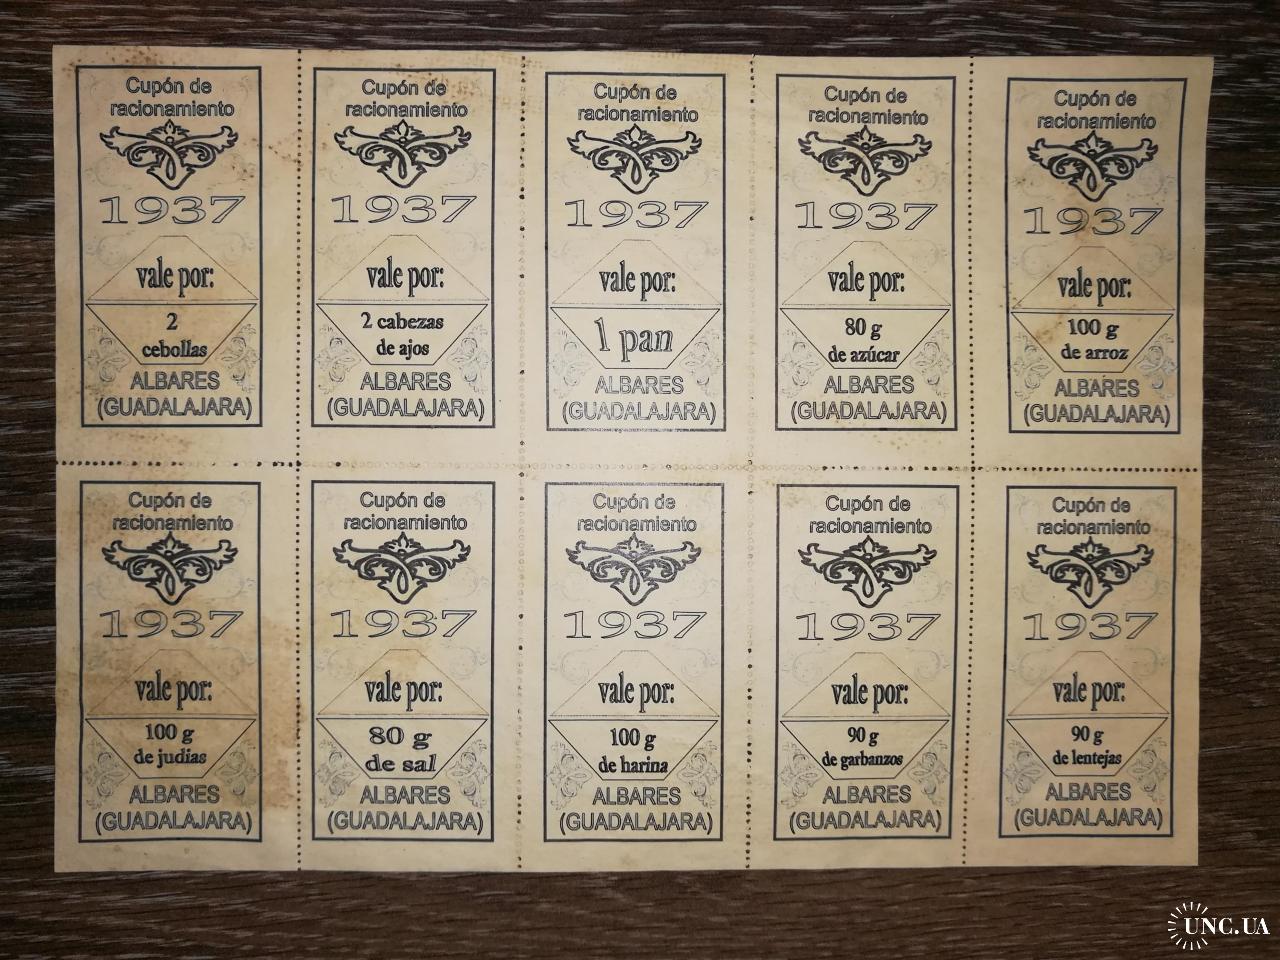 Cupón de
racionamiento
1937
vale por:
2
cebollas
ALBARES
(GUADALAJARA)
Cupón de
racionamiento
1937
vale por:
2 cabezas
de ajos
ALBARES
(GUADALAJARA)
Cupón de
racionamiento
1937
vale por:
1 pan
ALBARES
(GUADALAJARA)
Cupón de
racionamiento
1937
vale por:
80 g
de azúcar
ALBARES
(GUADALAJARA)
Cupón de
racionamiento
1937
vale por:
100 g
de arroz
ALBARES
(GUADALAJARA)
Cupón de
racionamiento
1937
vale por:
100 g
de judías
ALBARES
(GUADALAJARA)
Cupón de
racionamiento
1937
vale por:
80 g
de sal
ALBARES
(GUADALAJARA)
Cupón de
racionamiento
1937
vale por:
100 g
de harina
ALBARES
(GUADALAJARA)
Cupón de
racionamiento
1937
vale por:
90 g
de garbanzos
ALBARES
(GUADALAJARA)
Cupón de
racionamiento
1937
vale por:
90 g
de lentejas
ALBARES
(GUADALAJARA)
UNC.UA